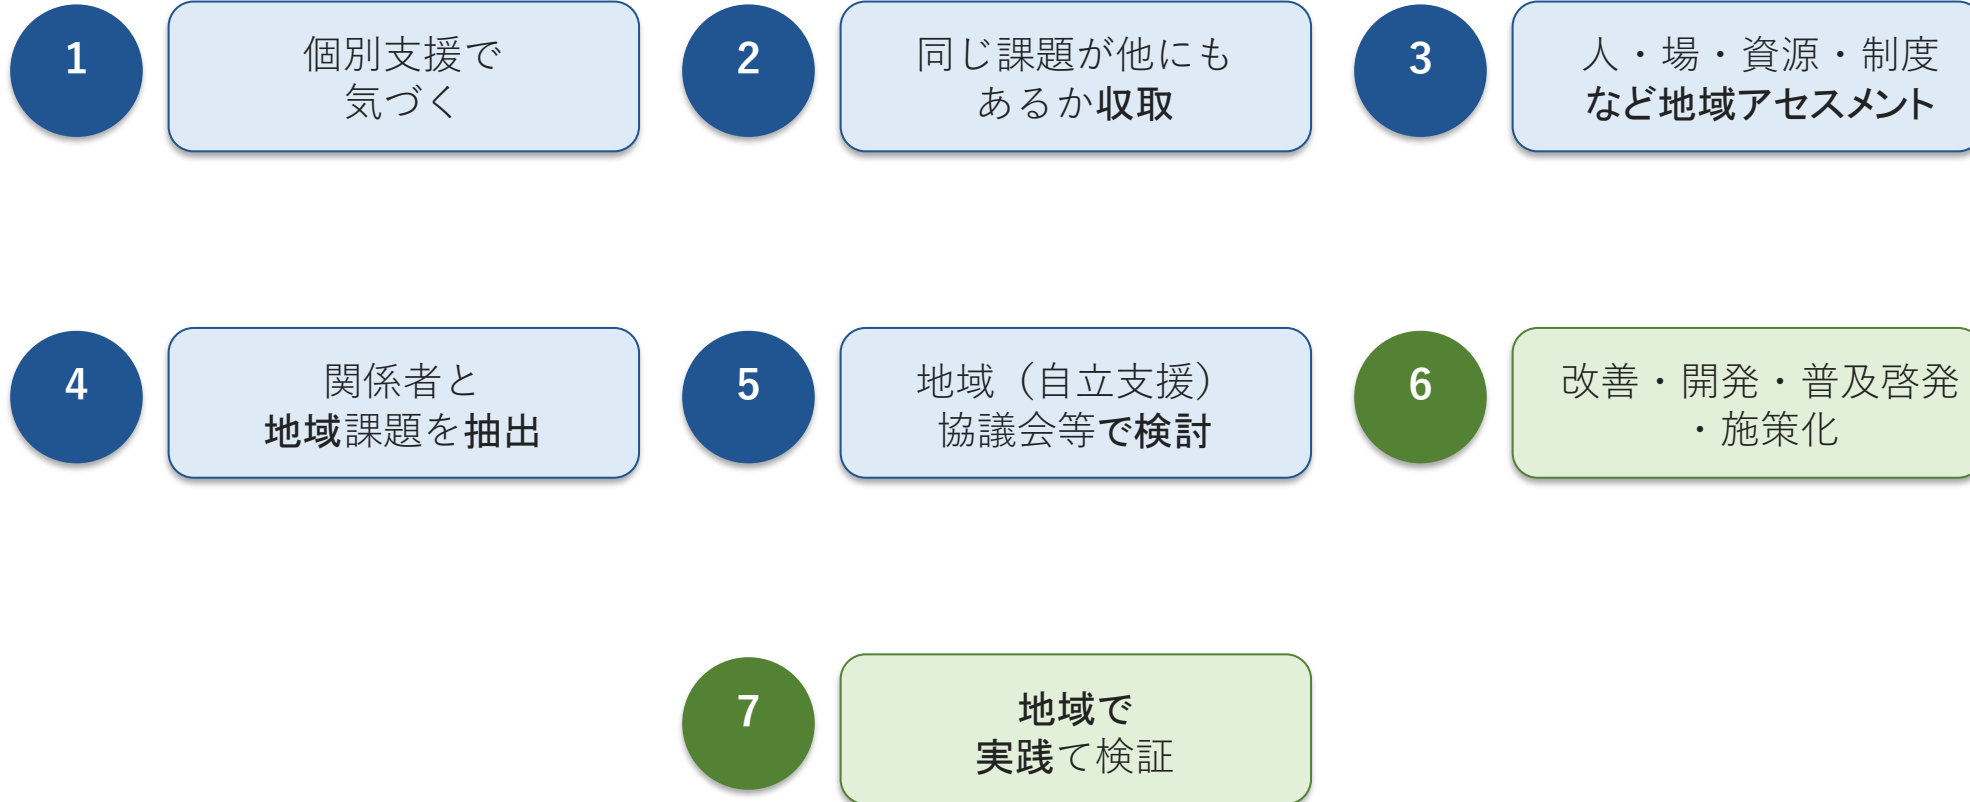 1
個別支援で
気づく
2
同じ課題が他にも
あるか収取
3
人・場・資源・制度
など地域アセスメント
4
関係者と
地域課題を抽出
5
地域（自立支援）
協議会等で検討
6
改善・開発・普及啓発
・施策化
7
地域で
実践て検証